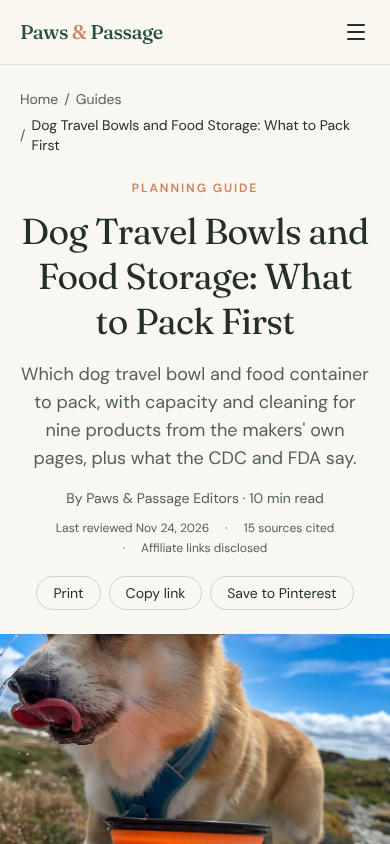 Paws & Passage
Home / Guides
/ Dog Travel Bowls and Food Storage: What to Pack
First
PLANNING GUIDE
Dog Travel Bowls and
Food Storage: What
to Pack First
Which dog travel bowl and food container
to pack, with capacity and cleaning for
nine products from the makers' own
pages, plus what the CDC and FDA say.
By Paws & Passage Editors · 10 min read
Last reviewed Nov 24, 2026 · 15 sources cited
· Affiliate links disclosed
Print Copy link Save to Pinterest